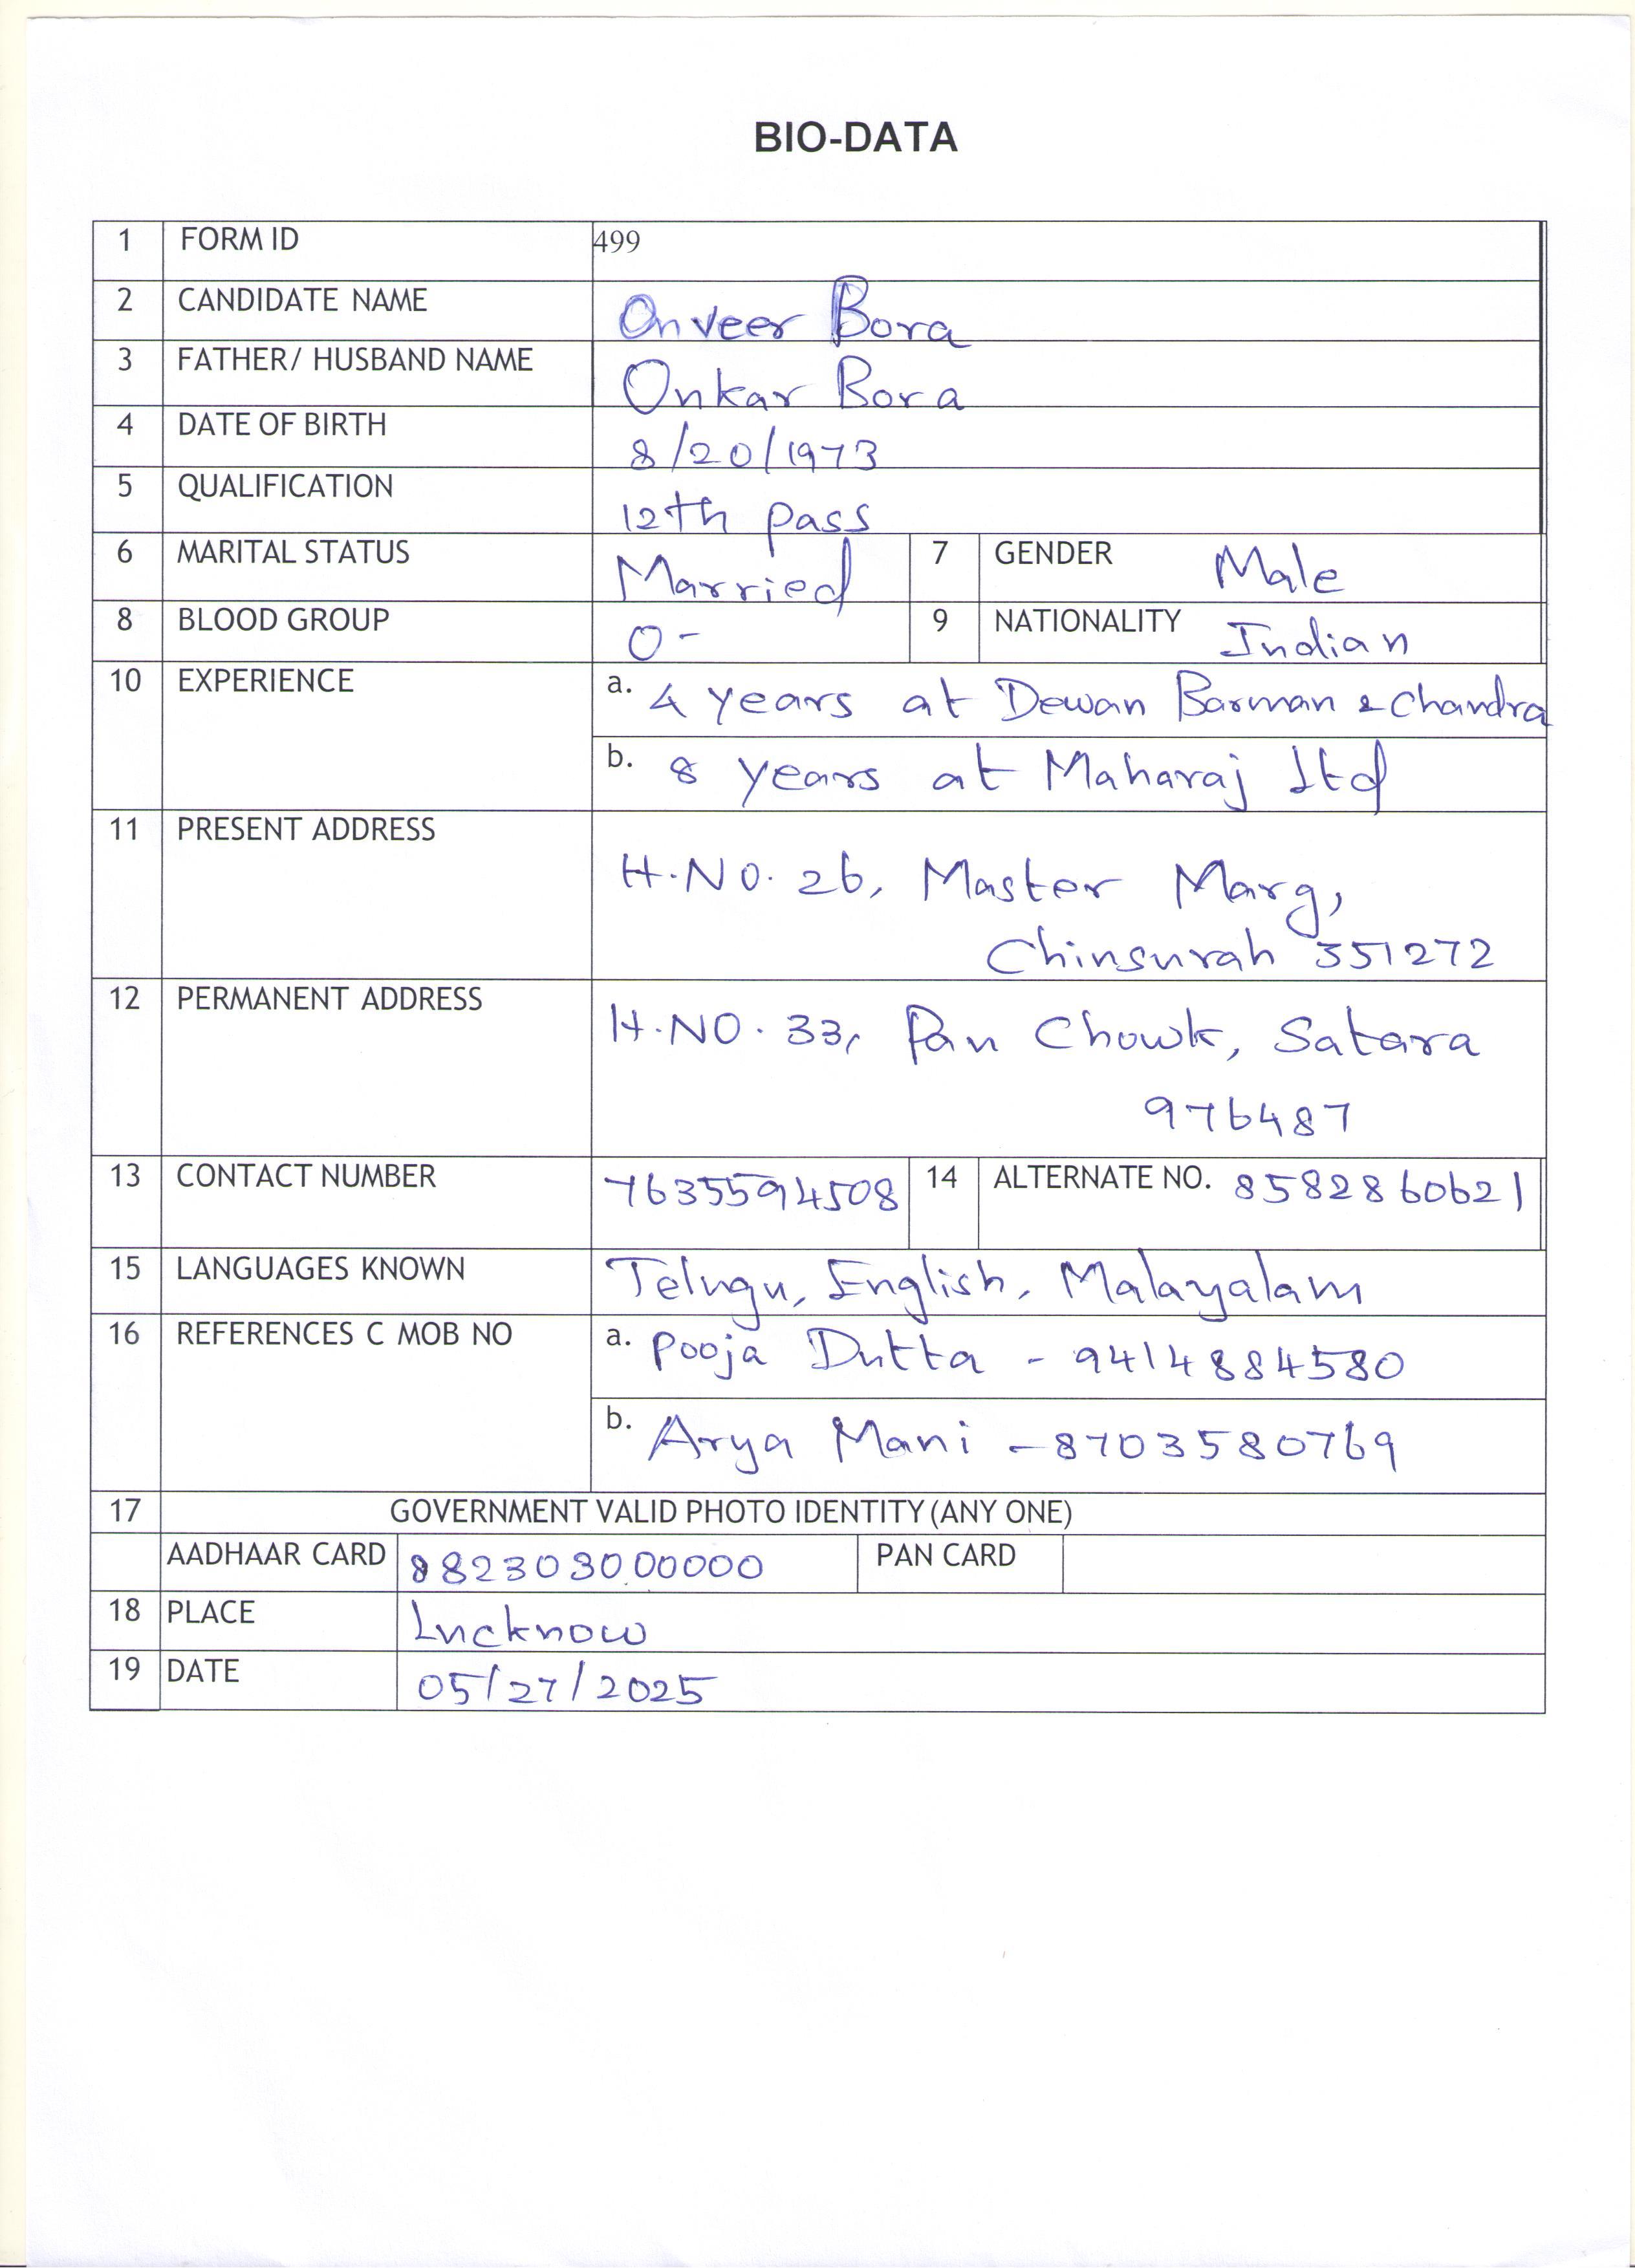 BIO-DATA
1 FORM ID 499
2 CANDIDATE NAME Onveer Bora
3 FATHER/ HUSBAND NAME Onkar Bora
4 DATE OF BIRTH 8/20/1973
5 QUALIFICATION 12th pass
6 MARITAL STATUS Married 7 GENDER Male
8 BLOOD GROUP O- 9 NATIONALITY Indian
10 EXPERIENCE a. 4 years at Dewan Barman & Chandra
b. 8 years at Maharaj Ltd
11 PRESENT ADDRESS
H.NO. 26, Master Marg,
Chinsurah 351272
12 PERMANENT ADDRESS H.NO. 33, Pan Chowk, Satara
976487
13 CONTACT NUMBER 7635594508 14 ALTERNATE NO. 8582860621
15 LANGUAGES KNOWN Telugu, English, Malayalam
16 REFERENCES C MOB NO a. Pooja Dutta - 9414884580
b. Arya Mani - 8703580769
17 GOVERNMENT VALID PHOTO IDENTITY (ANY ONE)
AADHAAR CARD 882303000000 PAN CARD
18 PLACE Lucknow
19 DATE 05/27/2025